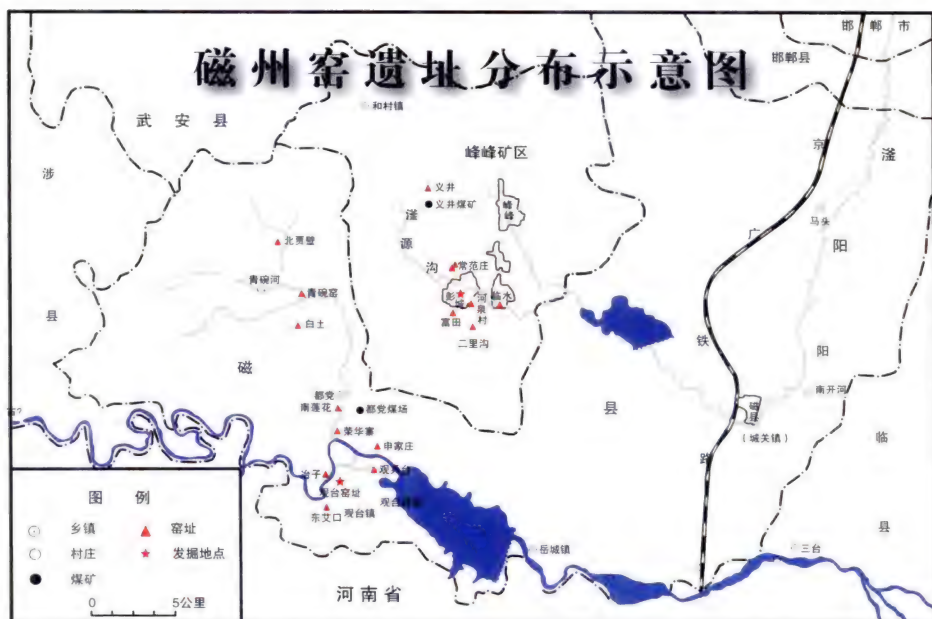 磁州窑遗址分布示意图
邯郸市
邯郸县
和村镇
武安县
峰峰矿区
涉县
滏源沟
义井
义井煤矿
峰峰
京广铁路
滏阳
马头
北贾壁
青碗河
青碗窑
白土
常范庄
彭城
河泉村
临水
富田
二里沟
磁县
都党
南莲花
都党煤场
荣华寨
申家庄
冶子
观台窑址
东艾口
观台镇
磁县
(城关镇)
南开河
临县
岳城镇
三台
河南省
图例
乡镇
窑址
村庄
发掘地点
煤矿
0
5公里